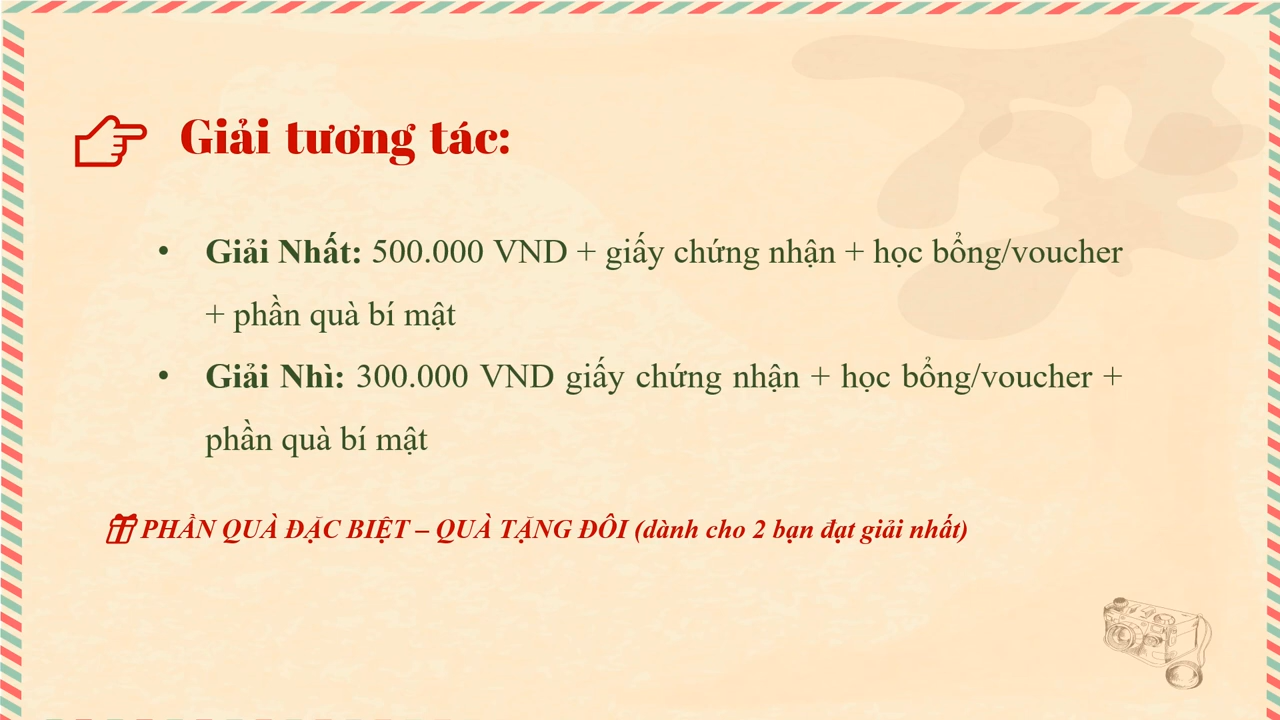 Giải tương tác:
• Giải Nhất: 500.000 VND + giấy chứng nhận + học bổng/voucher
+ phần quà bí mật
• Giải Nhì: 300.000 VND giấy chứng nhận + học bổng/voucher +
phần quà bí mật
PHẦN QUÀ ĐẶC BIỆT – QUÀ TẶNG ĐÔI (dành cho 2 bạn đạt giải nhất)